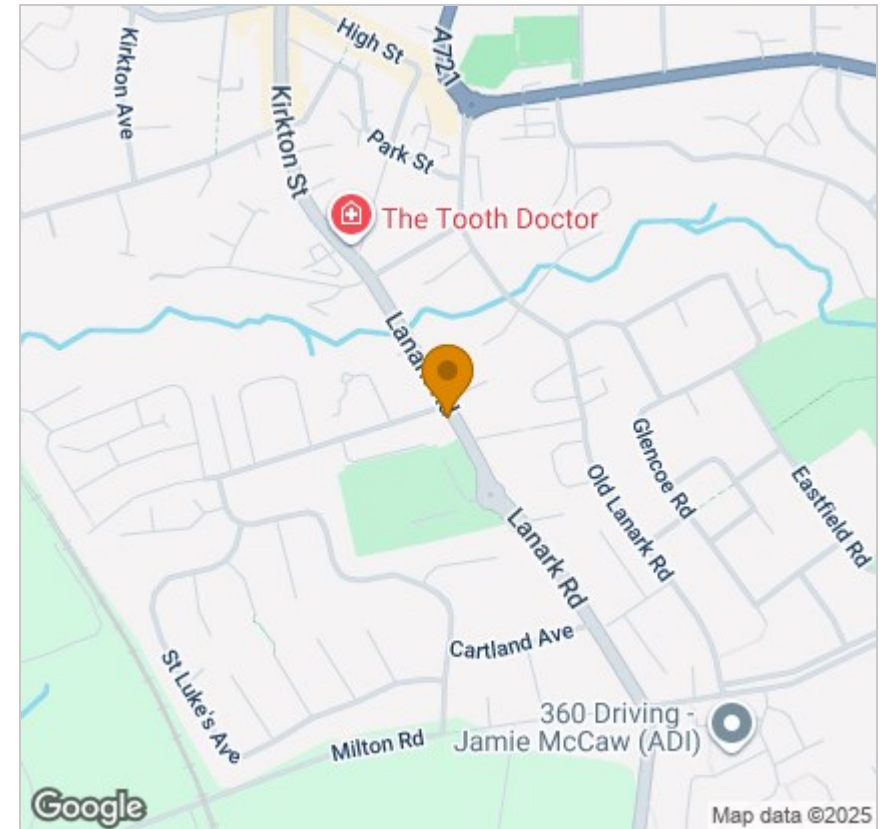 Kirkton Ave
High St
A721
Kirkton St
Park St
The Tooth Doctor
Lanark Rd
Glencoe Rd
Old Lanark Rd
Eastfield Rd
Lanark Rd
Cartland Ave
St Luke's Ave
Milton Rd
360 Driving -
Jamie McCaw (ADI)
Google
Map data ©2025